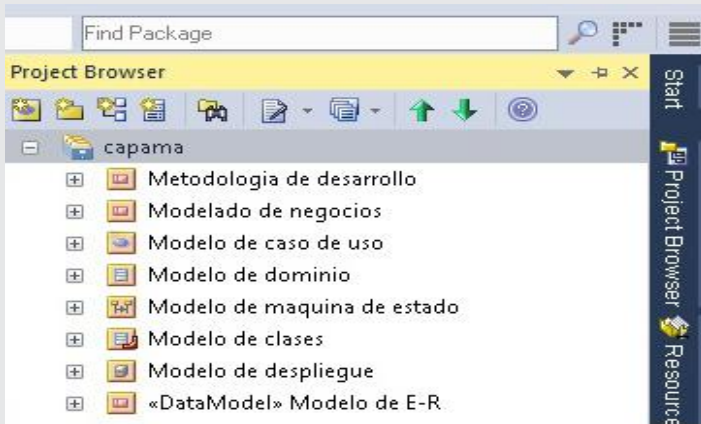 Find Package
Project Browser
capama
Metodologia de desarrollo
Modelado de negocios
Modelo de caso de uso
Modelo de dominio
Modelo de maquina de estado
Modelo de clases
Modelo de despliegue
«DataModel» Modelo de E-R
Start
Project Browser
Resource